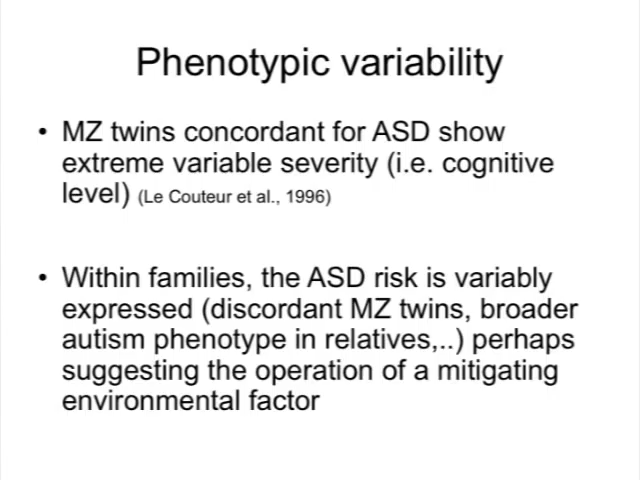 Phenotypic variability
• MZ twins concordant for ASD show
extreme variable severity (i.e. cognitive
level) (Le Couteur et al., 1996)
• Within families, the ASD risk is variably
expressed (discordant MZ twins, broader
autism phenotype in relatives,..) perhaps
suggesting the operation of a mitigating
environmental factor